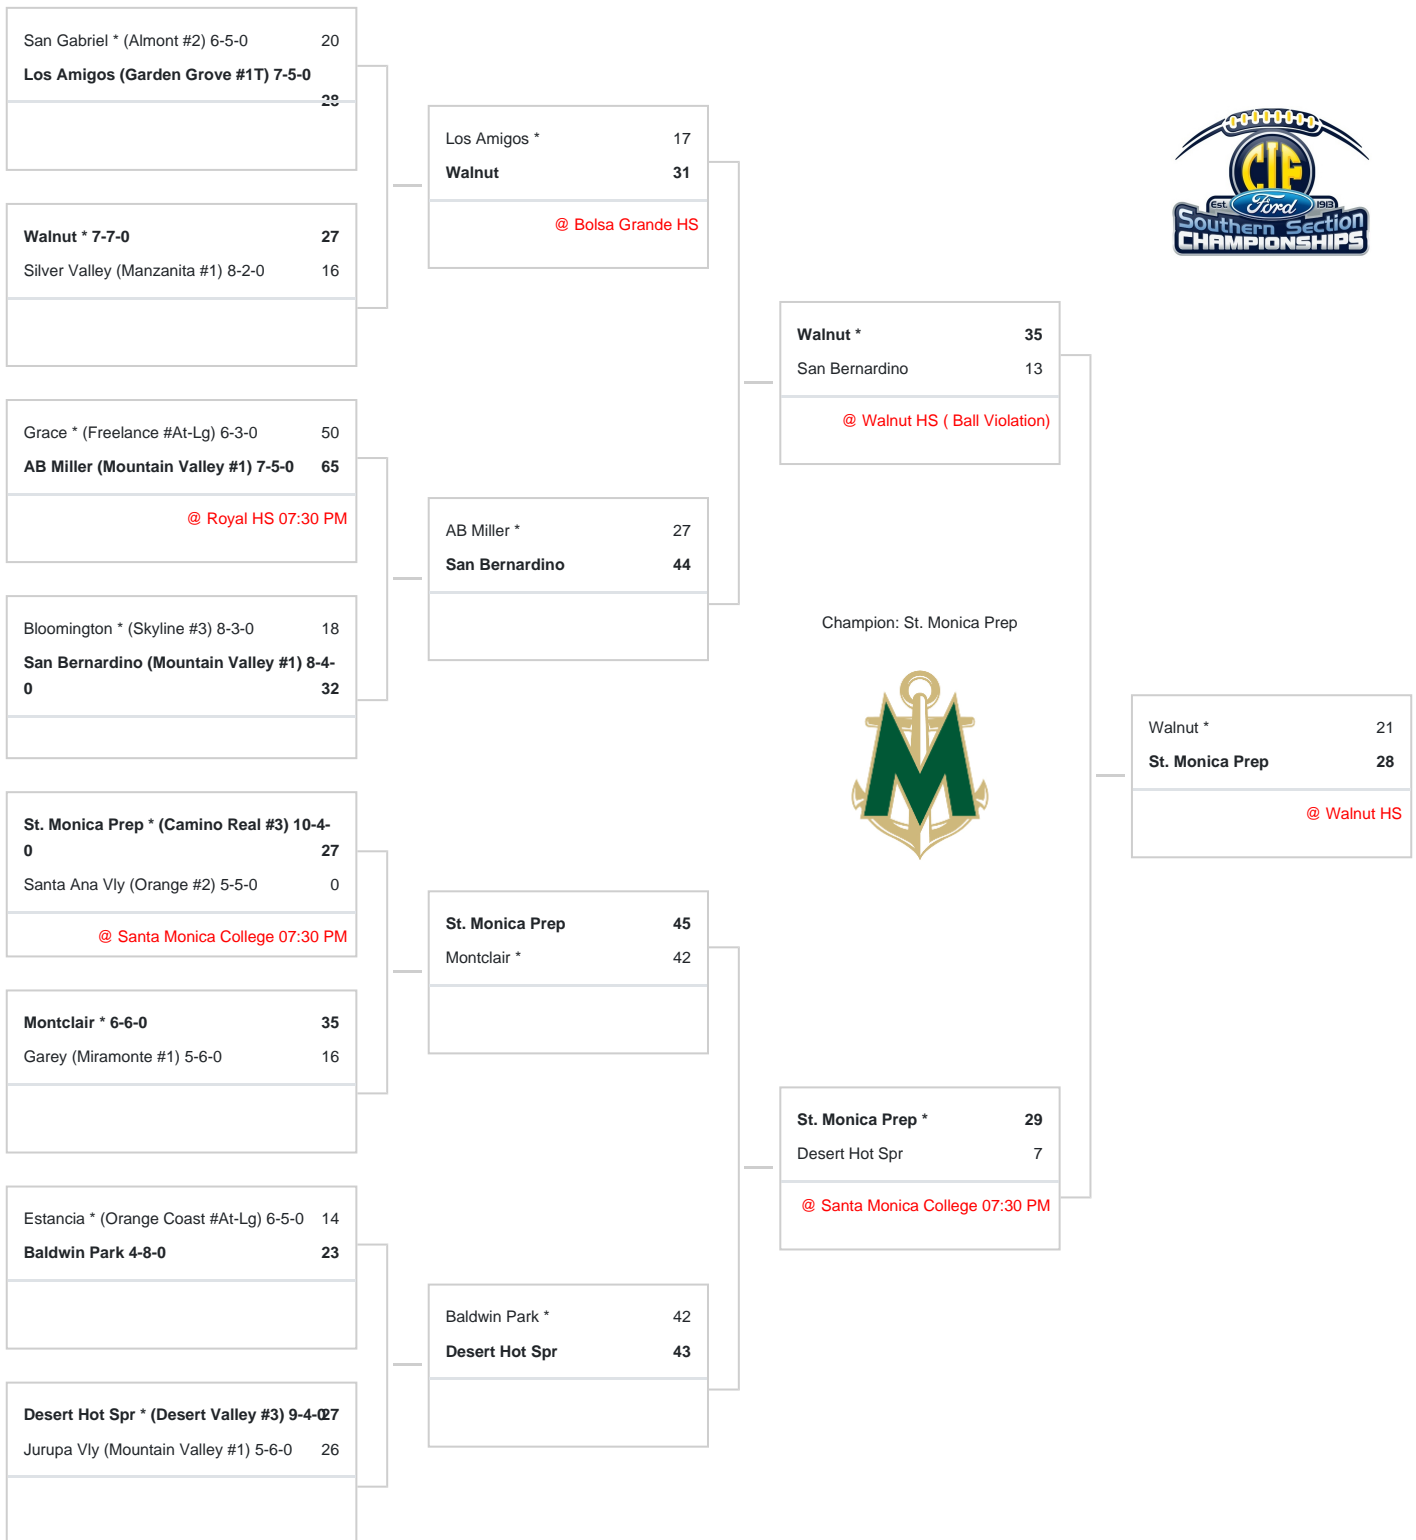 San Gabriel * (Almont #2) 6-5-0 20
Los Amigos (Garden Grove #1T) 7-5-0
28
Walnut * 7-7-0 27
Silver Valley (Manzanita #1) 8-2-0 16
Grace * (Freelance #At-Lg) 6-3-0 50
AB Miller (Mountain Valley #1) 7-5-0 65
@ Royal HS 07:30 PM
Bloomington * (Skyline #3) 8-3-0 18
San Bernardino (Mountain Valley #1) 8-4-
0 32
St. Monica Prep * (Camino Real #3) 10-4-
0 27
Santa Ana Vly (Orange #2) 5-5-0 0
@ Santa Monica College 07:30 PM
Montclair * 6-6-0 35
Garey (Miramonte #1) 5-6-0 16
Estancia * (Orange Coast #At-Lg) 6-5-0 14
Baldwin Park 4-8-0 23
Desert Hot Spr * (Desert Valley #3) 9-4-0 27
Jurupa Vly (Mountain Valley #1) 5-6-0 26
Los Amigos * 17
Walnut 31
@ Bolsa Grande HS
AB Miller * 27
San Bernardino 44
St. Monica Prep 45
Montclair * 42
Baldwin Park * 42
Desert Hot Spr 43
Walnut * 35
San Bernardino 13
@ Walnut HS ( Ball Violation)
Champion: St. Monica Prep
M
St. Monica Prep * 29
Desert Hot Spr 7
@ Santa Monica College 07:30 PM
CIF
Est. Ford 1913
Southern Section
CHAMPIONSHIPS
Walnut * 21
St. Monica Prep 28
@ Walnut HS